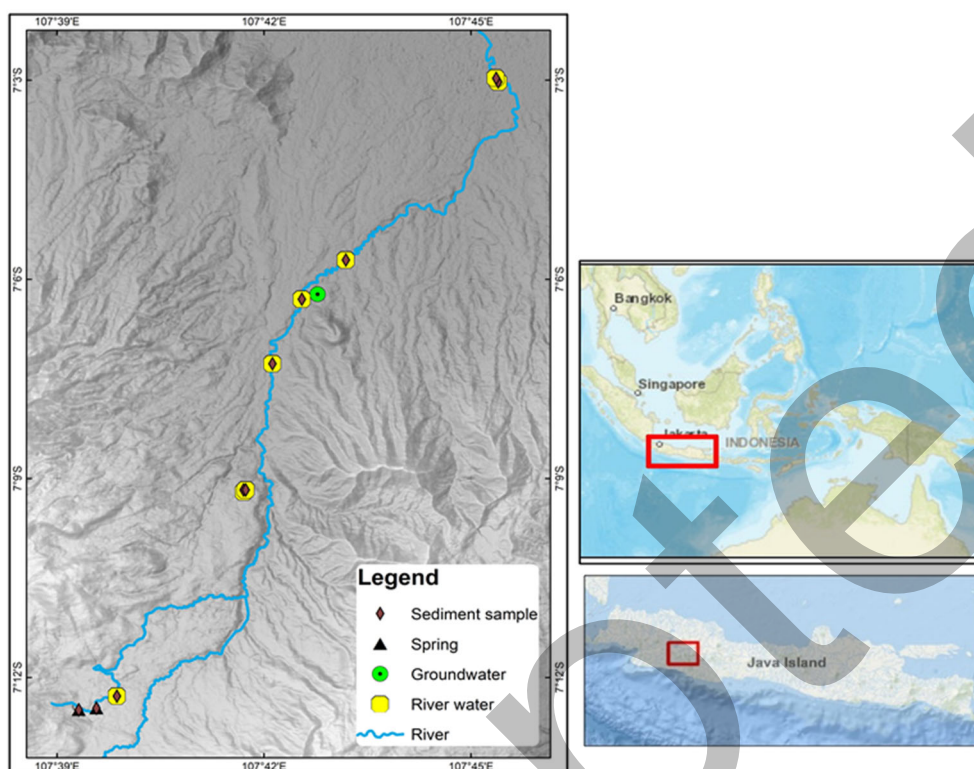 107°39'E 107°42'E 107°45'E
7°3'S 7°3'S
7°6'S 7°6'S
7°9'S 7°9'S
7°12'S 7°12'S
Legend
Sediment sample
Spring
Groundwater
River water
River
107°39'E 107°42'E 107°45'E
Bangkok
Singapore
Jakarta
INDONESIA
Java Island